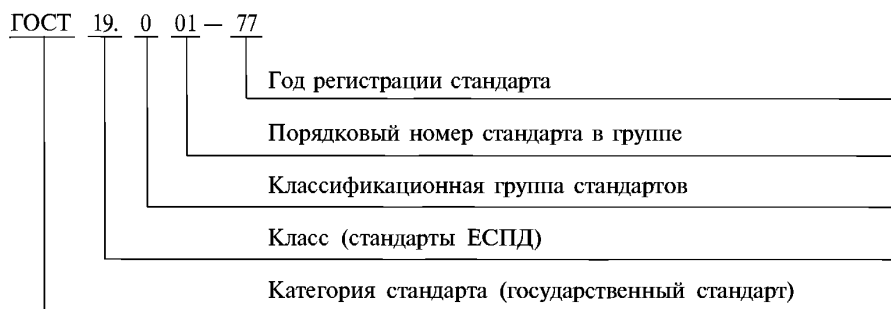 ГОСТ 19. 0 01 — 77
Год регистрации стандарта
Порядковый номер стандарта в группе
Классификационная группа стандартов
Класс (стандарты ЕСПД)
Категория стандарта (государственный стандарт)